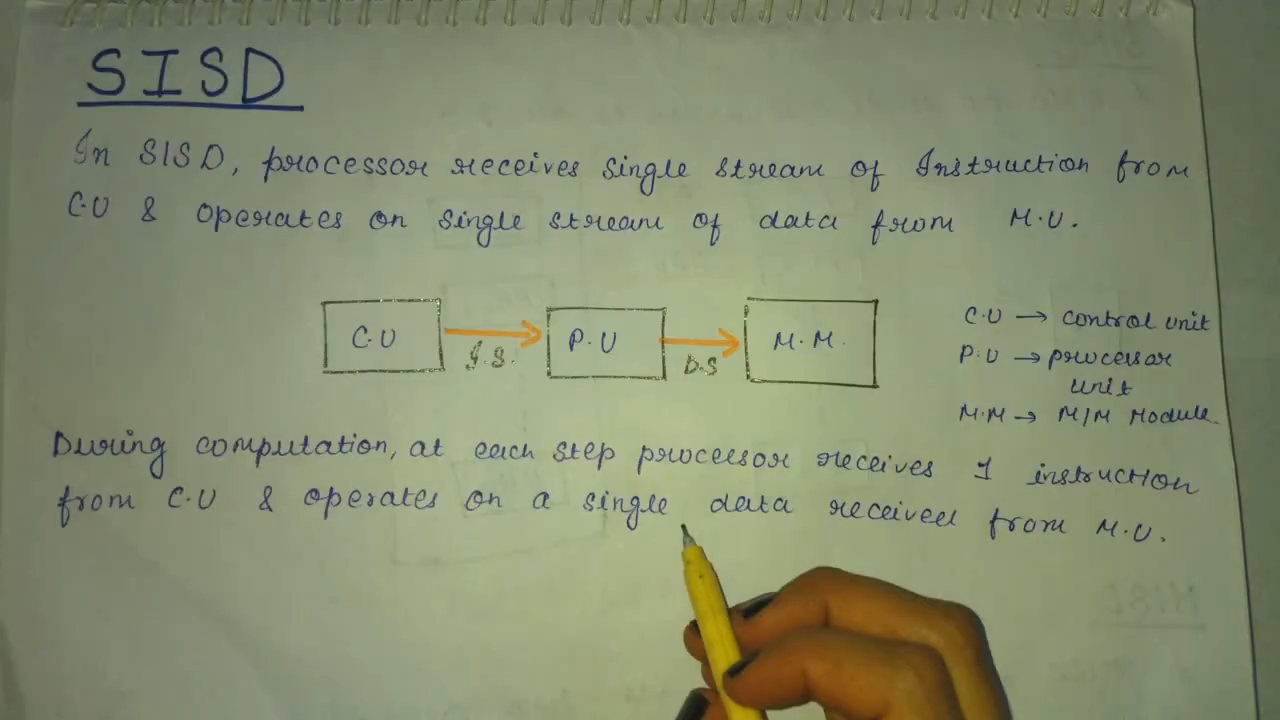 SISD
In SISD, processor receives single stream of Instruction from
C.U & operates on single stream of data from M.U.
C.U
I.S.
P.U
D.S
M.M.
C.U → control unit
P.U → processor
unit
M.M → M/M Module
During computation, at each step processor receives 1 instruction
from C.U & operates on a single data received from M.U.